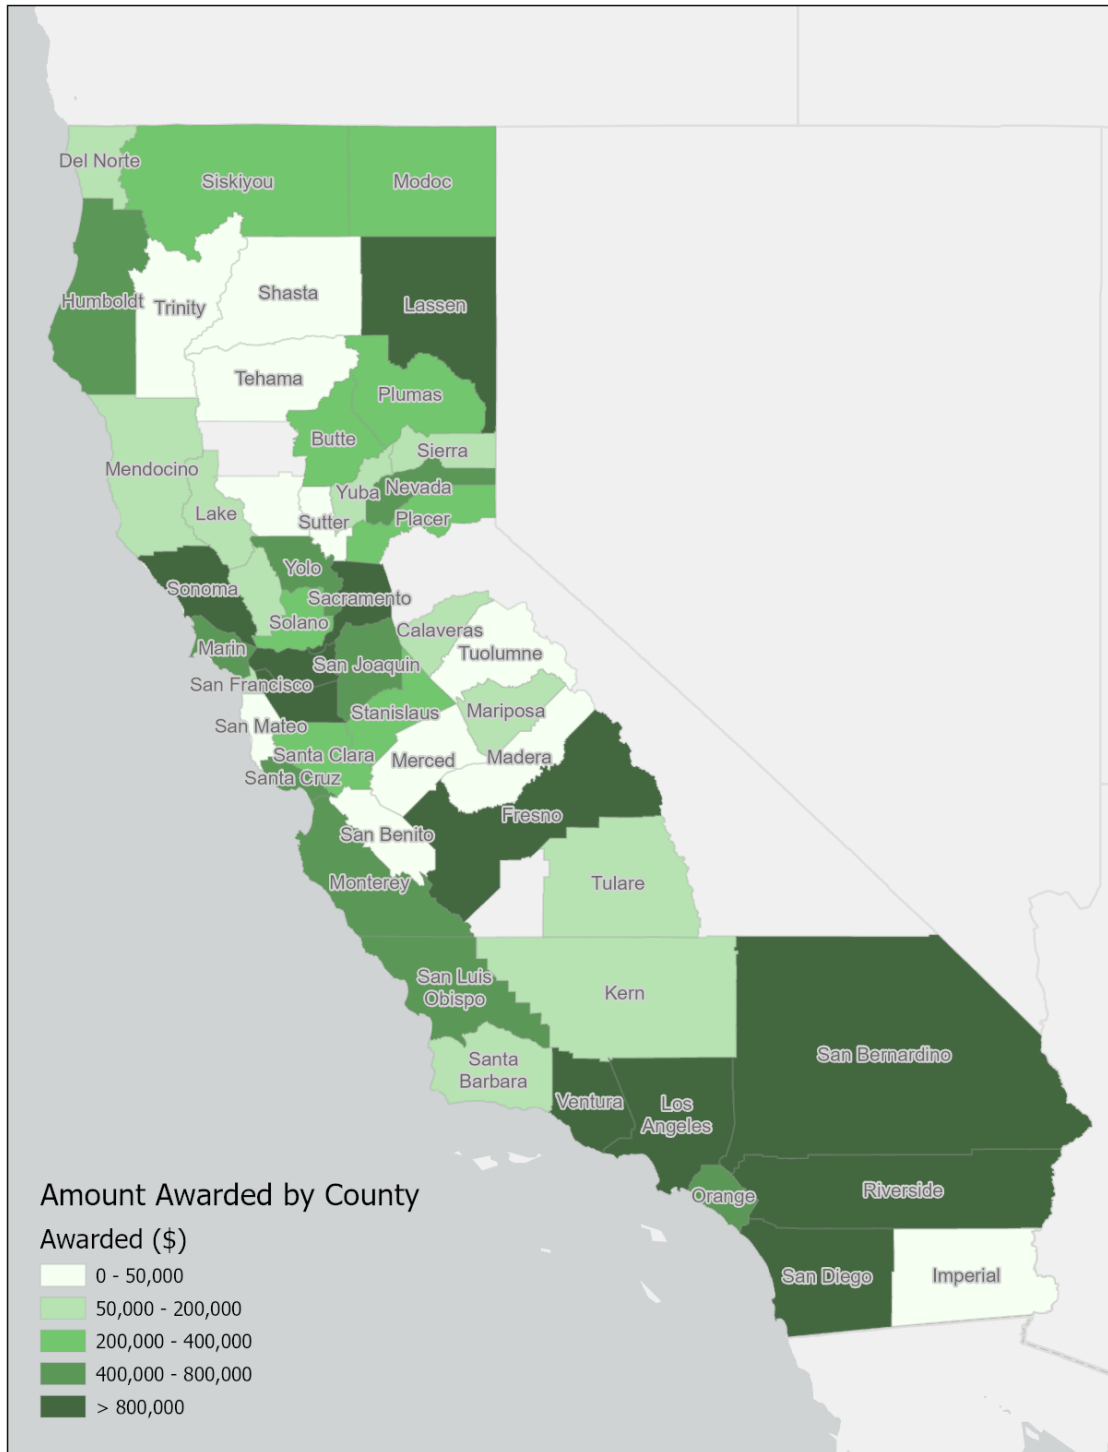 Del Norte
Siskiyou
Modoc
Humboldt
Trinity
Shasta
Lassen
Tehama
Plumas
Butte
Sierra
Mendocino
Yuba
Nevada
Lake
Sutter
Placer
Yolo
Sonoma
Sacramento
Solano
Calaveras
Marin
Tuolumne
San Joaquin
San Francisco
Stanislaus
Mariposa
San Mateo
Santa Clara
Merced
Madera
Santa Cruz
Fresno
San Benito
Monterey
Tulare
San Luis
Obispo
Kern
San Bernardino
Santa
Barbara
Ventura
Los
Angeles
Orange
Riverside
San Diego
Imperial
Amount Awarded by County
Awarded ($)
0 - 50,000
50,000 - 200,000
200,000 - 400,000
400,000 - 800,000
> 800,000